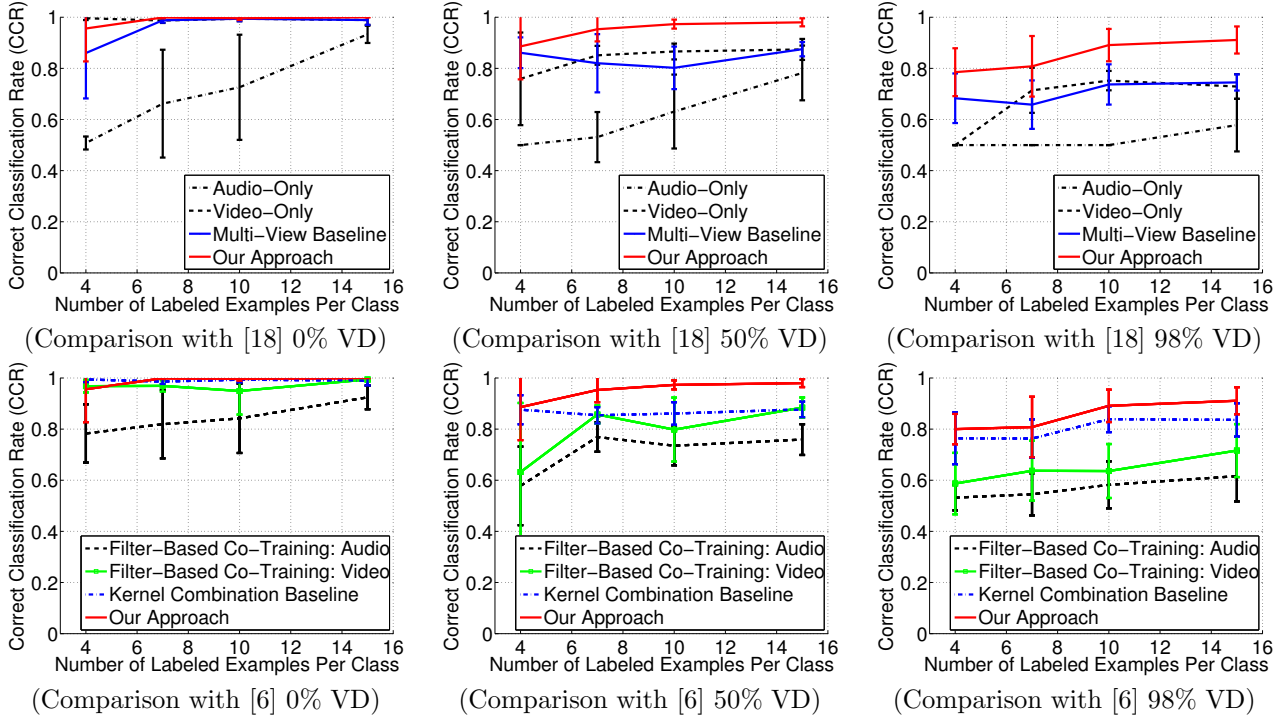 Correct Classification Rate (CCR)
1
0.8
0.6
0.4
0.2
0
4 6 8 10 12 14 16
Number of Labeled Examples Per Class
Audio-Only
Video-Only
Multi-View Baseline
Our Approach
(Comparison with [18] 0% VD)
Correct Classification Rate (CCR)
1
0.8
0.6
0.4
0.2
0
4 6 8 10 12 14 16
Number of Labeled Examples Per Class
Audio-Only
Video-Only
Multi-View Baseline
Our Approach
(Comparison with [18] 50% VD)
Correct Classification Rate (CCR)
1
0.8
0.6
0.4
0.2
0
4 6 8 10 12 14 16
Number of Labeled Examples Per Class
Audio-Only
Video-Only
Multi-View Baseline
Our Approach
(Comparison with [18] 98% VD)
Correct Classification Rate (CCR)
1
0.8
0.6
0.4
0.2
0
4 6 8 10 12 14 16
Number of Labeled Examples Per Class
Filter-Based Co-Training: Audio
Filter-Based Co-Training: Video
Kernel Combination Baseline
Our Approach
(Comparison with [6] 0% VD)
Correct Classification Rate (CCR)
1
0.8
0.6
0.4
0.2
0
4 6 8 10 12 14 16
Number of Labeled Examples Per Class
Filter-Based Co-Training: Audio
Filter-Based Co-Training: Video
Kernel Combination Baseline
Our Approach
(Comparison with [6] 50% VD)
Correct Classification Rate (CCR)
1
0.8
0.6
0.4
0.2
0
4 6 8 10 12 14 16
Number of Labeled Examples Per Class
Filter-Based Co-Training: Audio
Filter-Based Co-Training: Video
Kernel Combination Baseline
Our Approach
(Comparison with [6] 98% VD)